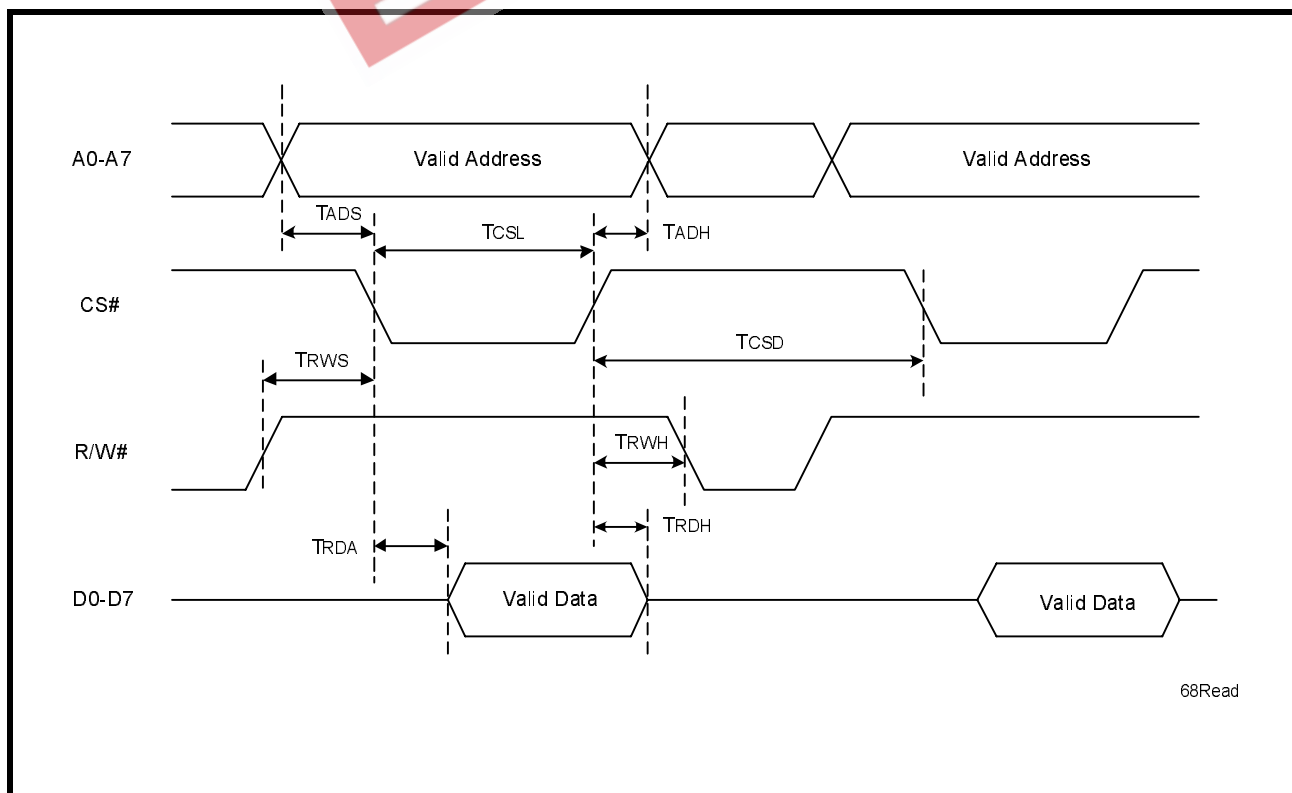 A0-A7
Valid Address
Valid Address
TADS
TCSL
TADH
CS#
TCSD
TRWS
R/W#
TRWH
TRDA
TRDH
D0-D7
Valid Data
Valid Data
68Read